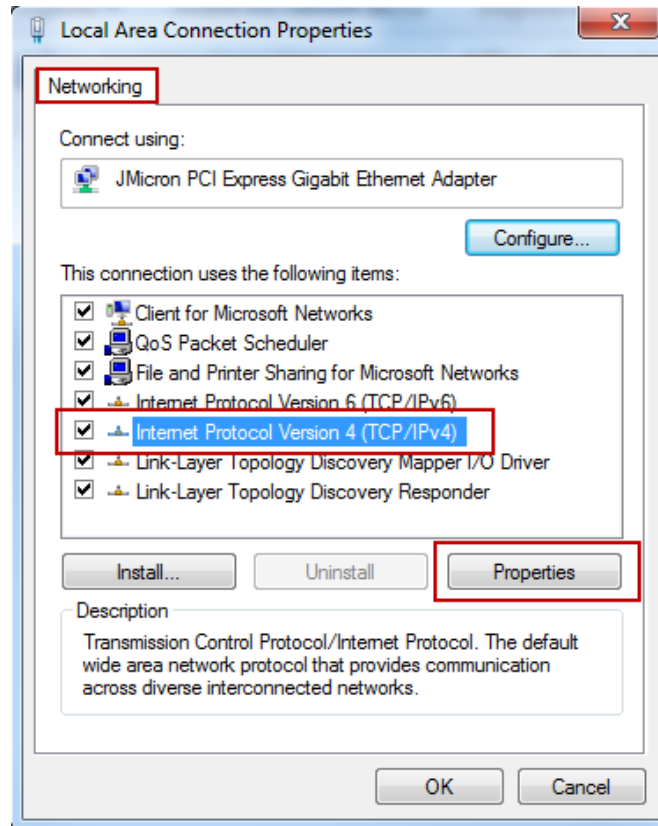 Local Area Connection Properties
Networking
Connect using:
JMicron PCI Express Gigabit Ethernet Adapter
Configure...
This connection uses the following items:
Client for Microsoft Networks
QoS Packet Scheduler
File and Printer Sharing for Microsoft Networks
Internet Protocol Version 6 (TCP/IPv6)
Internet Protocol Version 4 (TCP/IPv4)
Link-Layer Topology Discovery Mapper I/O Driver
Link-Layer Topology Discovery Responder
Install... Uninstall Properties
Description
Transmission Control Protocol/Internet Protocol. The default
wide area network protocol that provides communication
across diverse interconnected networks.
OK Cancel